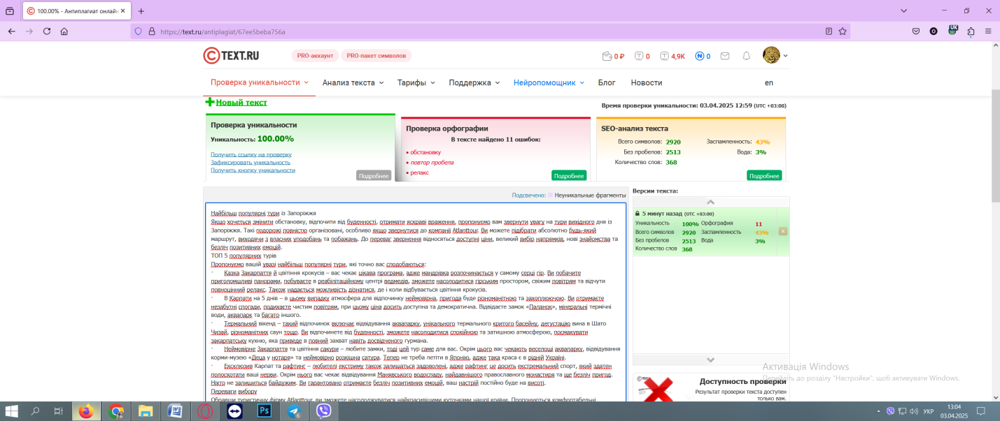 100.00% - Антиплагиат онлайн
https://text.ru/antiplagiat/67ee5beba756a
UK
TEXT.RU
PRO-аккаунт
PRO-пакет символов
0 ₽
0
4,9K
0
Проверка уникальности
Анализ текста
Тарифы
Поддержка
Нейропомощник
Блог
Новости
en
Новый текст
Время проверки уникальности: 03.04.2025 12:59 (UTC +03:00)
Проверка уникальности
Уникальность: 100.00%
Получить ссылку на проверку
Зафиксировать уникальность
Получить кнопку уникальности
Подробнее
Проверка орфографии
В тексте найдено 11 ошибок:
• обстановку
• повтор пробела
• релакс
Подробнее
SEO-анализ текста
Всего символов: 2920 Заспамленность: 43%
Без пробелов: 2513 Вода: 3%
Количество слов: 368
Подробнее
Подсвечено: Неуникальные фрагменты
Найбільш популярні тури із Запоріжжя
Якщо хочеться змінити обстановку, відпочити від буденності, отримати яскраві враження, пропонуємо вам звернути увагу на тури вихідного дня із
Запоріжжя. Такі подорожі повністю організовані, особливо якщо звернутися до компанії Atlanttour. Ви можете підібрати абсолютно будь-який
маршрут, виходячи з власних уподобань та побажань. До переваг звернення відносяться доступні ціни, великий вибір напрямків, нові знайомства та
безліч позитивних емоцій.
ТОП 5 популярних турів
Пропонуємо вашій увазі найбільш популярні тури, які точно вас сподобаються:
· Казка Закарпаття й цвітіння крокусів – вас чекає цікава програма, адже мандрівка розпочинається у самому серці гір. Ви побачите
приголомшливі панорами, побуваєте в реабілітаційному центрі ведмедів, зможете насолодитися гірським простором, свіжим повітрям та відчути
повноцінний релакс. Також надається можливість дізнатися, де і коли відбувається цвітіння крокусів.
· В Карпати на 5 днів – в цьому випадку атмосфера для відпочинку неймовірна, пригода буде різноманітною та захоплюючою. Ви отримаєте
незабутні спогади, подихаєте чистим повітрям, при цьому ціна досить доступна та демократична. Відвідаєте замок «Паланок», мінеральні термічні
води, аквапарк та багато іншого.
· Термальний вікенд – такий відпочинок включає відвідування аквапарку, унікального термального критого басейну, дегустацію вина в Шато
Чизай, різноманітних саун тощо. Ви відпочинете від буденності, зможете насолодитися спокійною та затишною атмосферою, посмакувати
закарпатську кухню, яка приведе в повний захват навіть досвідченого гурмана.
· Неймовірне Закарпаття та цвітіння сакури – любите замки, тоді цей тур саме для вас. Окрім цього вас чекають веселощі аквапарку, відвідування
корми-музею «Деца у нотаря» та неймовірно розкішна сатура. Тепер не треба летіти в Японію, адже така краса є в рідній Україні.
· Ексклюзив Карпат та рафтинг – любителі екстриму також залишаться задоволені, адже рафтинг це досить екстремальний спорт, який здатен
полоскотати ваші нерви. Окрім нього вас чекає відвідування Манявського водоспаду, найдавнішого православного монастиря та ще безліч пригод.
Ніхто не залишиться байдужим. Ви гарантовано отримаєте безліч позитивних емоцій, ваш настрій постійно буде на висоті.
Переваги вибору
Обравши туристичну фірму Atlanttour, ви зможете насолоджуватися найкрасивішими куточками нашої країни. Пропонуються комфортабельні
Версии текста:
5 минут назад (UTC +03:00)
Уникальность 100% Орфография 11
Всего символов 2920 Заспамленность 43%
Без пробелов 2513 Вода 3%
Количество слов 368
Доступность проверки
Результат проверки текста доступен
только вам.
Активація Windows
Перейдіть до розділу "Настройки", щоб активувати Windows.
УКР
13:04
03.04.2025